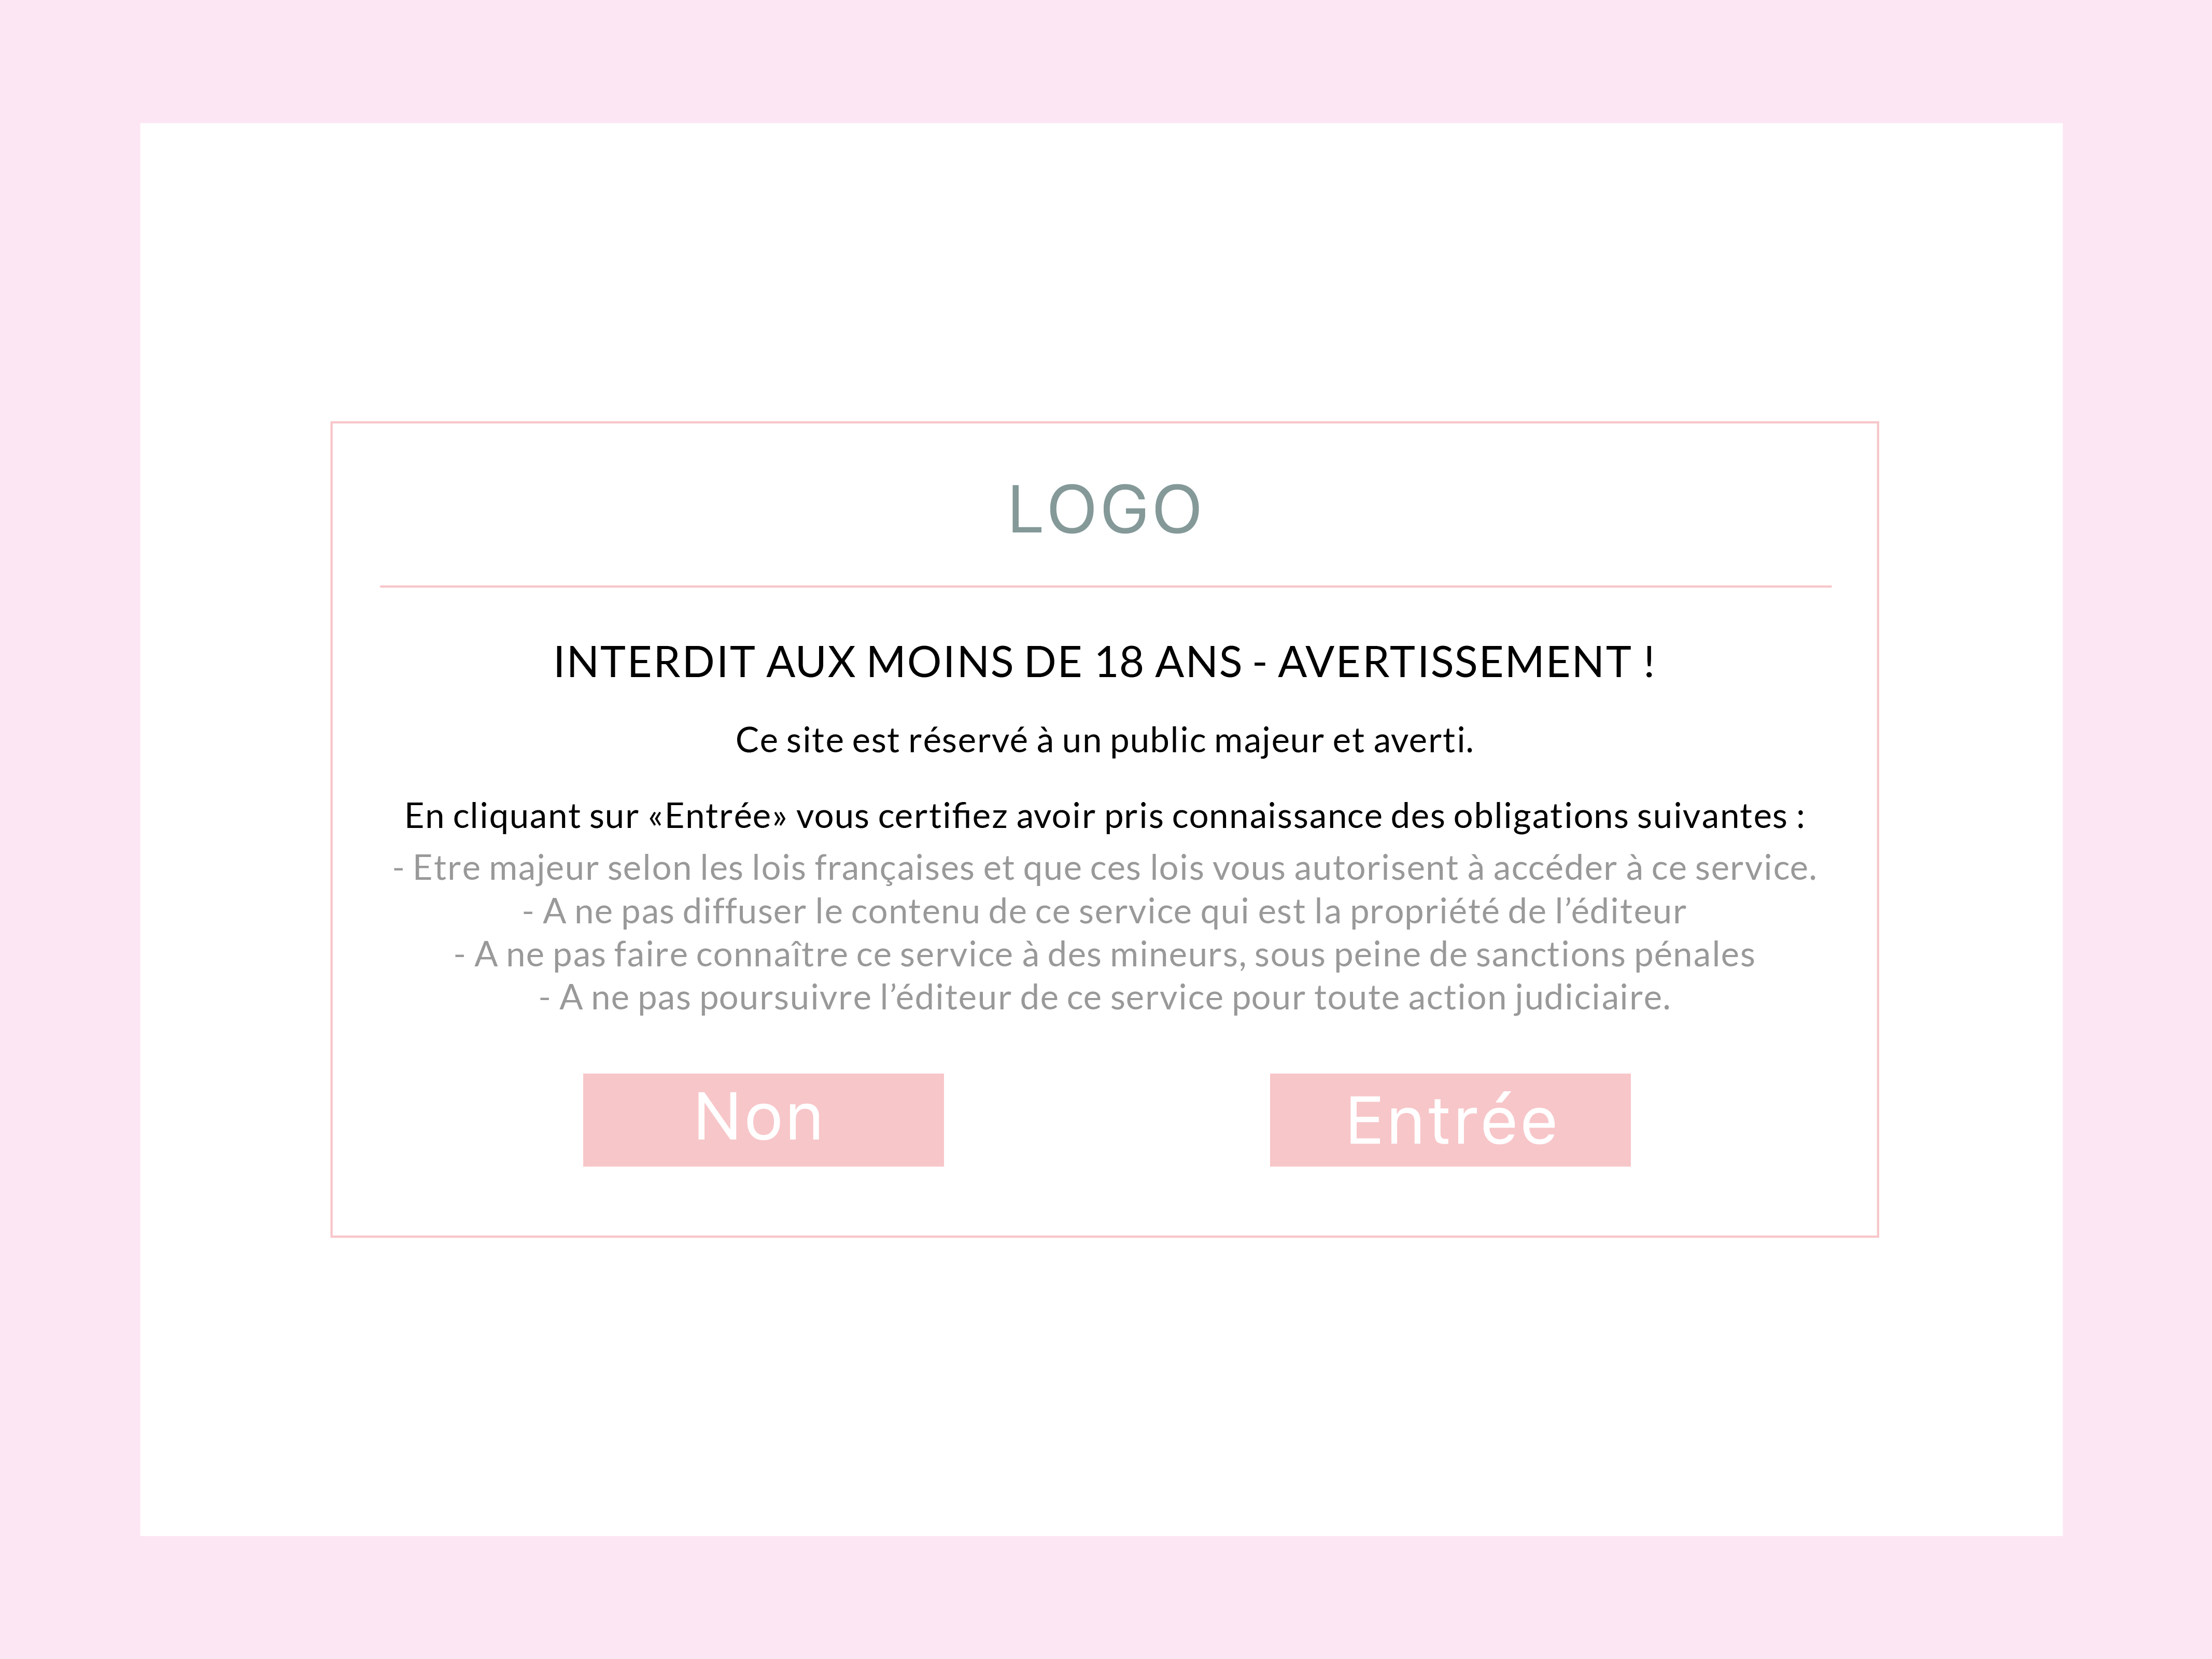 LOGO
INTERDIT AUX MOINS DE 18 ANS - AVERTISSEMENT !
Ce site est réservé à un public majeur et averti.
En cliquant sur «Entrée» vous certifiez avoir pris connaissance des obligations suivantes :
- Etre majeur selon les lois françaises et que ces lois vous autorisent à accéder à ce service.
- A ne pas diffuser le contenu de ce service qui est la propriété de l’éditeur
- A ne pas faire connaître ce service à des mineurs, sous peine de sanctions pénales
- A ne pas poursuivre l’éditeur de ce service pour toute action judiciaire.
Non
Entrée